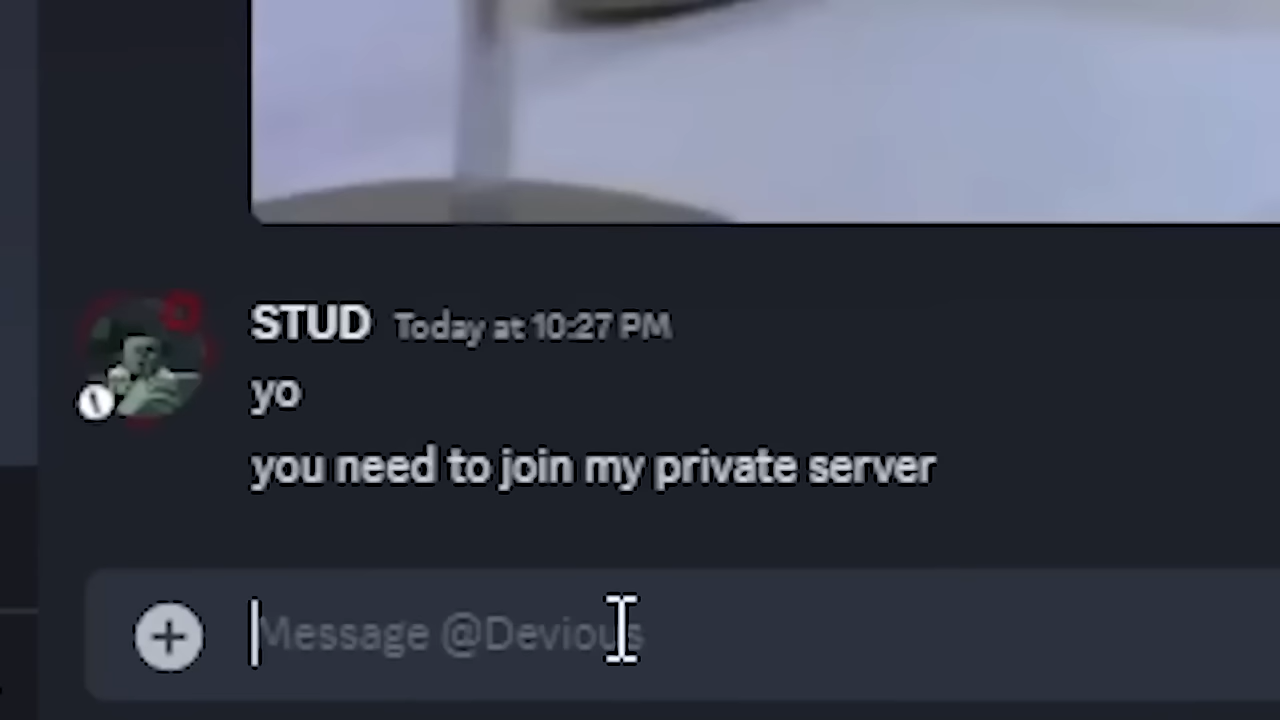 STUD Today at 10:27 PM
yo
you need to join my private server
Message @Devious